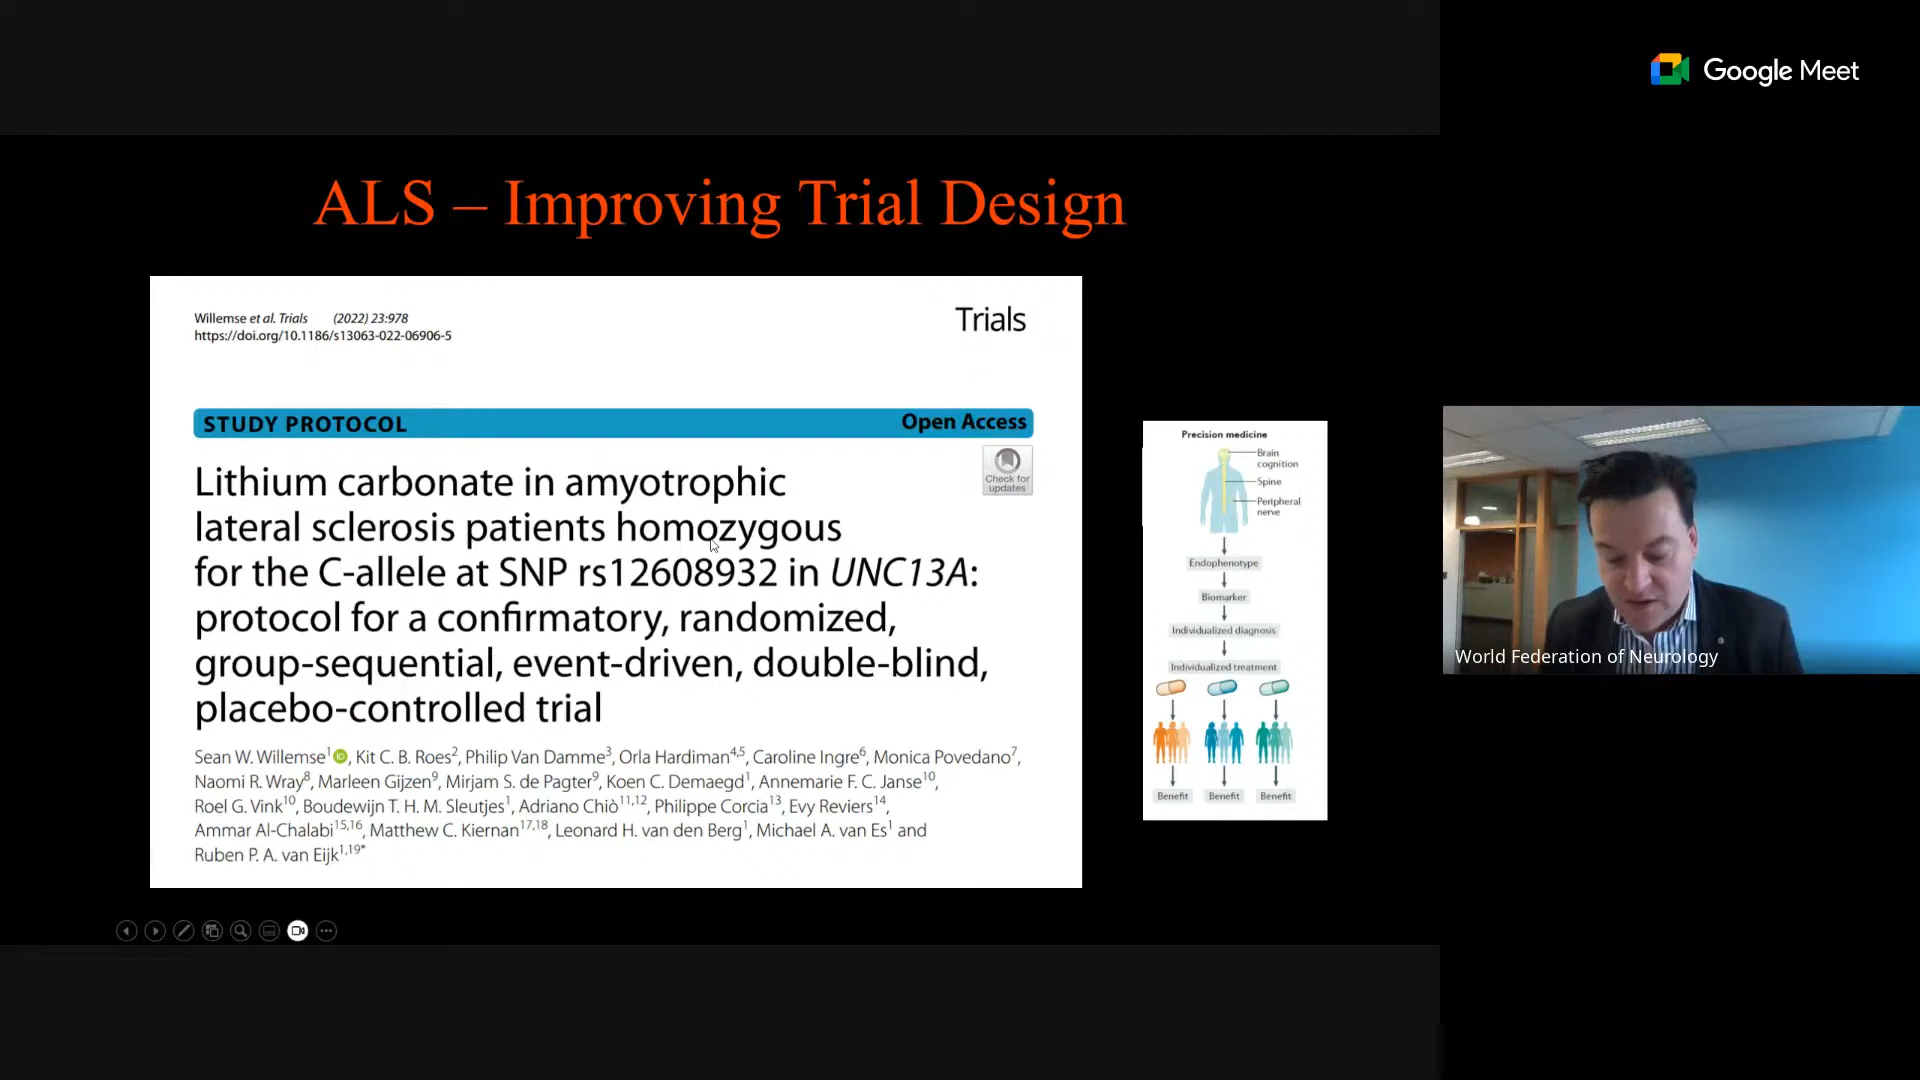 Google Meet
ALS – Improving Trial Design
Willemse et al. Trials (2022) 23:978
https://doi.org/10.1186/s13063-022-06906-5
Trials
STUDY PROTOCOL
Open Access
Check for
updates
Lithium carbonate in amyotrophic
lateral sclerosis patients homozygous
for the C-allele at SNP rs12608932 in UNC13A:
protocol for a confirmatory, randomized,
group-sequential, event-driven, double-blind,
placebo-controlled trial
Sean W. Willemse1, Kit C. B. Roes2, Philip Van Damme3, Orla Hardiman4,5, Caroline Ingre6, Monica Povedano7,
Naomi R. Wray8, Marleen Gijzen9, Mirjam S. de Pagter9, Koen C. Demaegd1, Annemarie F. C. Janse10,
Roel G. Vink10, Boudewijn T. H. M. Sleutjes1, Adriano Chiò11,12, Philippe Corcia13, Evy Reviers14,
Ammar Al-Chalabi15,16, Matthew C. Kiernan17,18, Leonard H. van den Berg1, Michael A. van Es1 and
Ruben P. A. van Eijk1,19*
Precision medicine
Brain
cognition
Spine
Peripheral
nerve
Endophenotype
Biomarker
Individualized diagnosis
Individualized treatment
Benefit Benefit Benefit
World Federation of Neurology